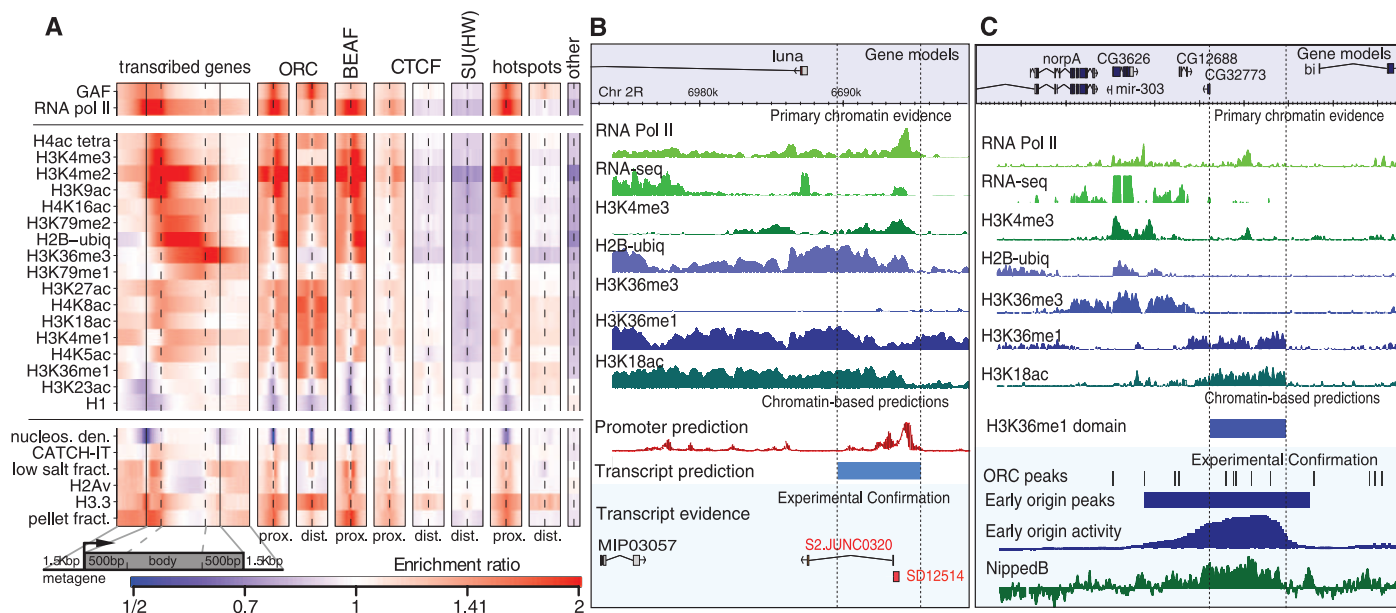 A
transcribed genes
ORC
BEAF
CTCF
SU(HW)
hotspots
other
GAF
RNA pol II
H4ac tetra
H3K4me3
H3K4me2
H3K9ac
H4K16ac
H3K79me2
H2B-ubiq
H3K36me3
H3K79me1
H3K27ac
H4K8ac
H3K18ac
H3K4me1
H4K5ac
H3K36me1
H3K23ac
H1
nucleos. den.
CATCH-IT
low salt fract.
H2Av
H3.3
pellet fract.
prox. dist. prox. prox. dist. dist. prox. dist.
1.5Kbp 500bp body 500bp 1.5Kbp
metagene
Enrichment ratio
1/2 0.7 1 1.41 2
B
luna
Gene models
Chr 2R 6980k 6690k
Primary chromatin evidence
RNA Pol II
RNA-seq
H3K4me3
H2B-ubiq
H3K36me3
H3K36me1
H3K18ac
Chromatin-based predictions
Promoter prediction
Transcript prediction
Experimental Confirmation
Transcript evidence
MIP03057
S2.JUNC0320
SD12514
C
norpA CG3626 CG12688
Gene models
mir-303
CG32773
bi
Primary chromatin evidence
RNA Pol II
RNA-seq
H3K4me3
H2B-ubiq
H3K36me3
H3K36me1
H3K18ac
Chromatin-based predictions
H3K36me1 domain
Experimental Confirmation
ORC peaks
Early origin peaks
Early origin activity
NippedB